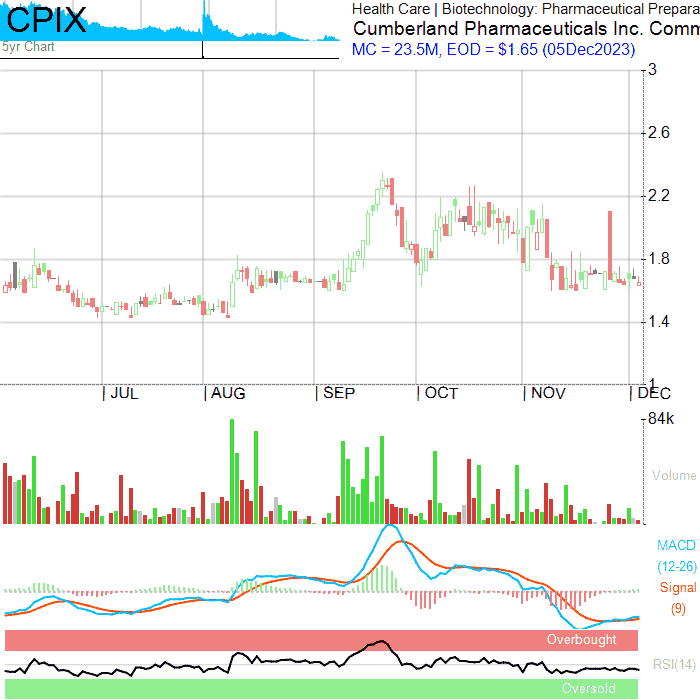 CPIX
5yr Chart
Health Care | Biotechnology: Pharmaceutical Prepara
Cumberland Pharmaceuticals Inc. Comm
MC = 23.5M, EOD = $1.65 (05Dec2023)
3
2.6
2.2
1.8
1.4
1
| JUL | AUG | SEP | OCT | NOV | DEC
84k
Volume
MACD
(12-26)
Signal
(9)
Overbought
RSI(14)
Oversold